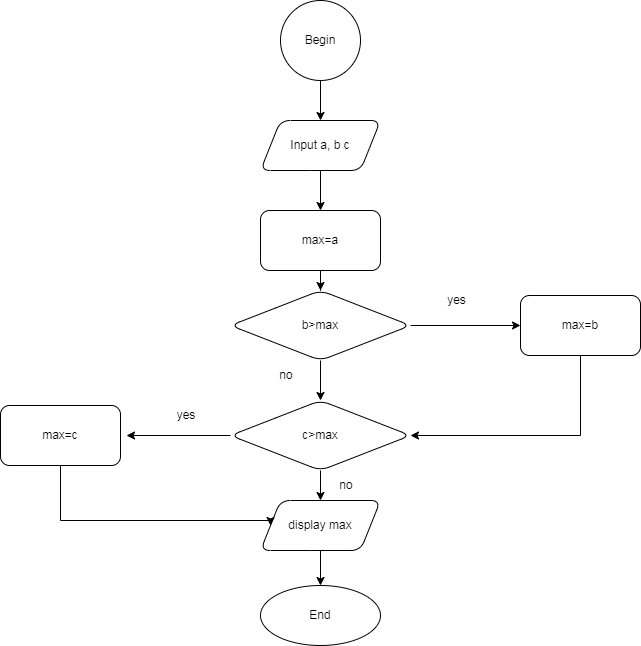 Begin
Input a, b c
max=a
b>max
yes
max=b
no
yes
max=c
c>max
no
display max
End